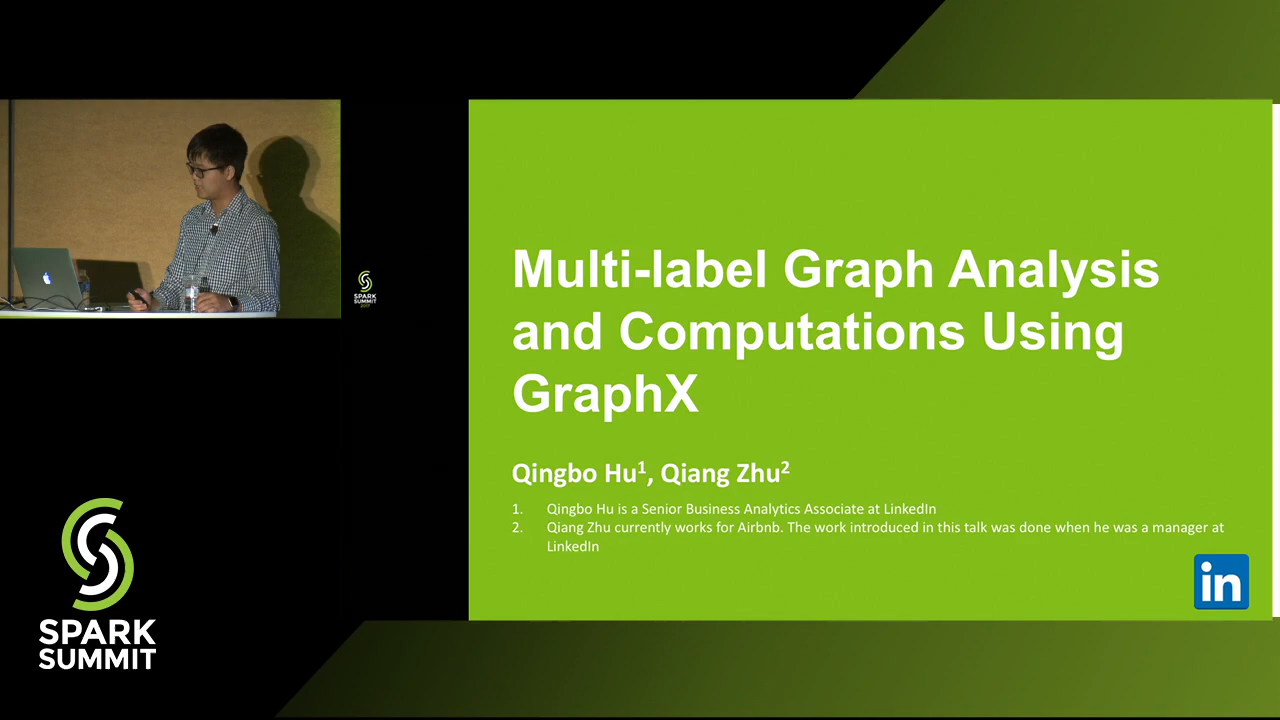 SPARK
SUMMIT
Multi-label Graph Analysis
and Computations Using
GraphX
Qingbo Hu1, Qiang Zhu2
1. Qingbo Hu is a Senior Business Analytics Associate at LinkedIn
2. Qiang Zhu currently works for Airbnb. The work introduced in this talk was done when he was a manager at
LinkedIn
in
SPARK
SUMMIT